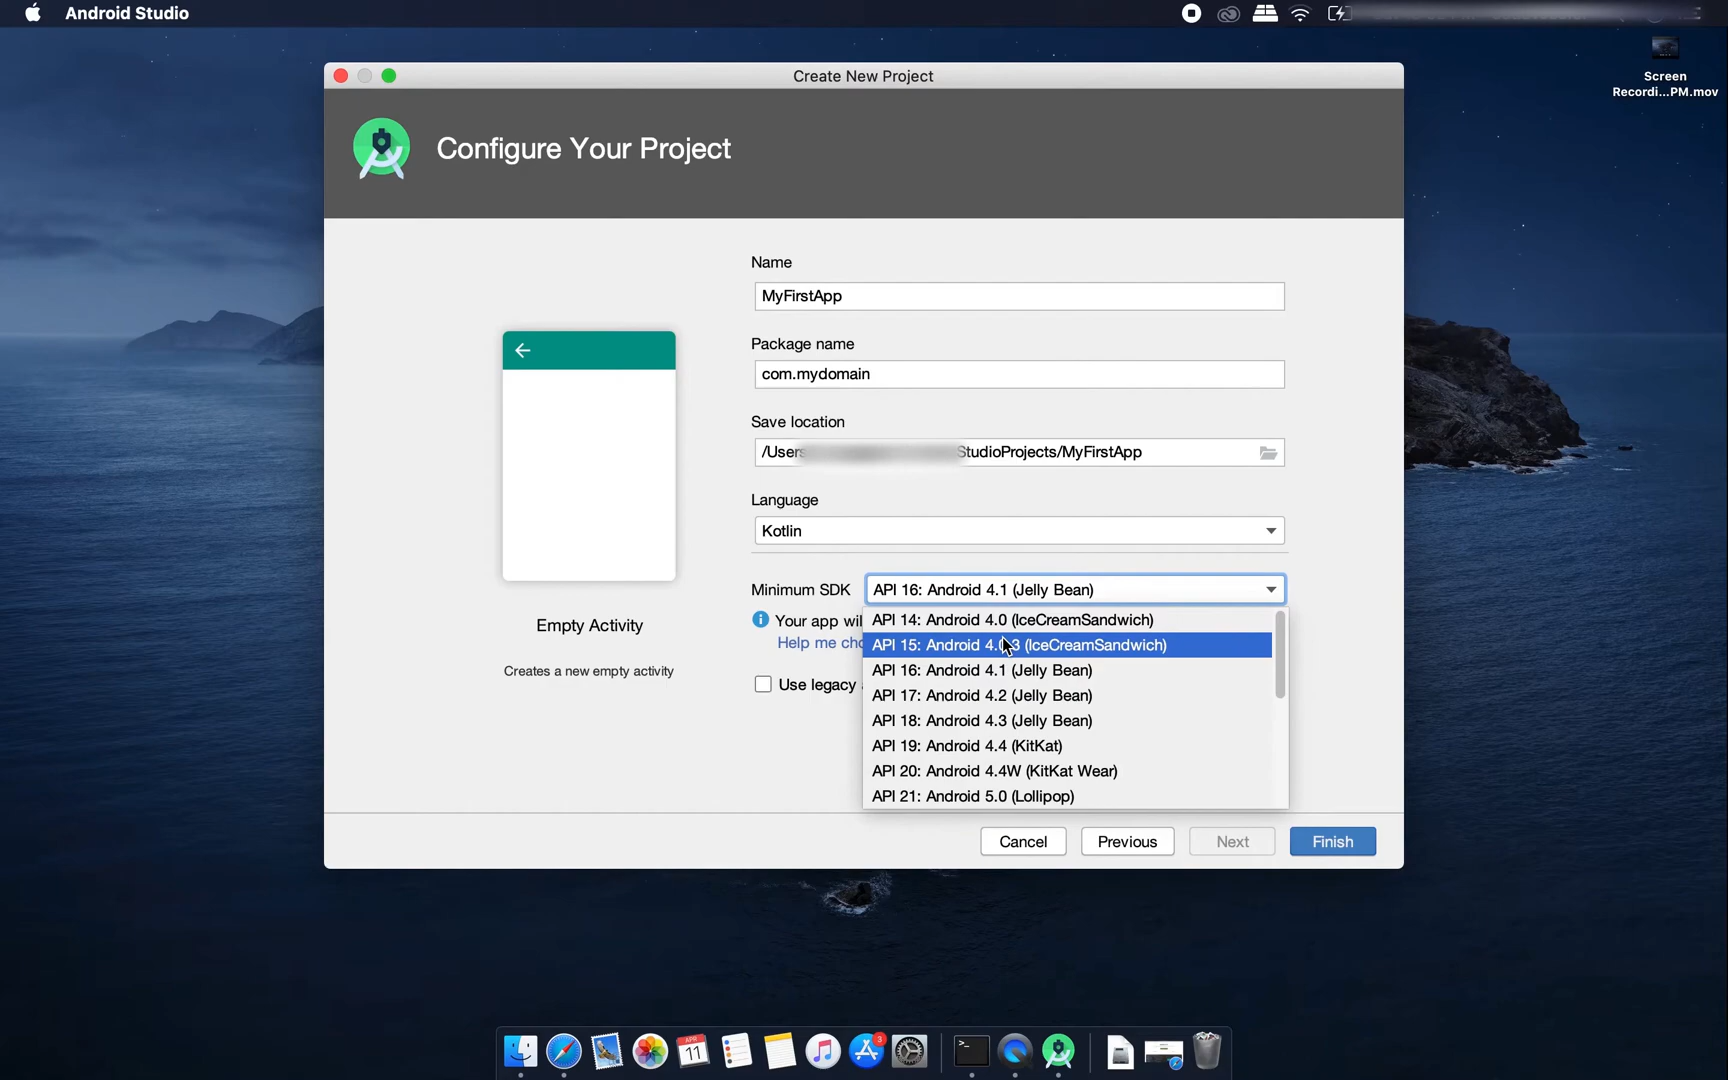 Android Studio
Screen
Recordi...PM.mov
Create New Project
Configure Your Project
Name
MyFirstApp
Package name
com.mydomain
Save location
/Users
StudioProjects/MyFirstApp
Language
Kotlin
Minimum SDK
API 16: Android 4.1 (Jelly Bean)
Your app
API 14: Android 4.0 (IceCreamSandwich)
Help me
API 15: Android 4.0.3 (IceCreamSandwich)
API 16: Android 4.1 (Jelly Bean)
Use legacy
API 17: Android 4.2 (Jelly Bean)
API 18: Android 4.3 (Jelly Bean)
API 19: Android 4.4 (KitKat)
API 20: Android 4.4W (KitKat Wear)
API 21: Android 5.0 (Lollipop)
Empty Activity
Creates a new empty activity
Cancel
Previous
Next
Finish
APR
11
3